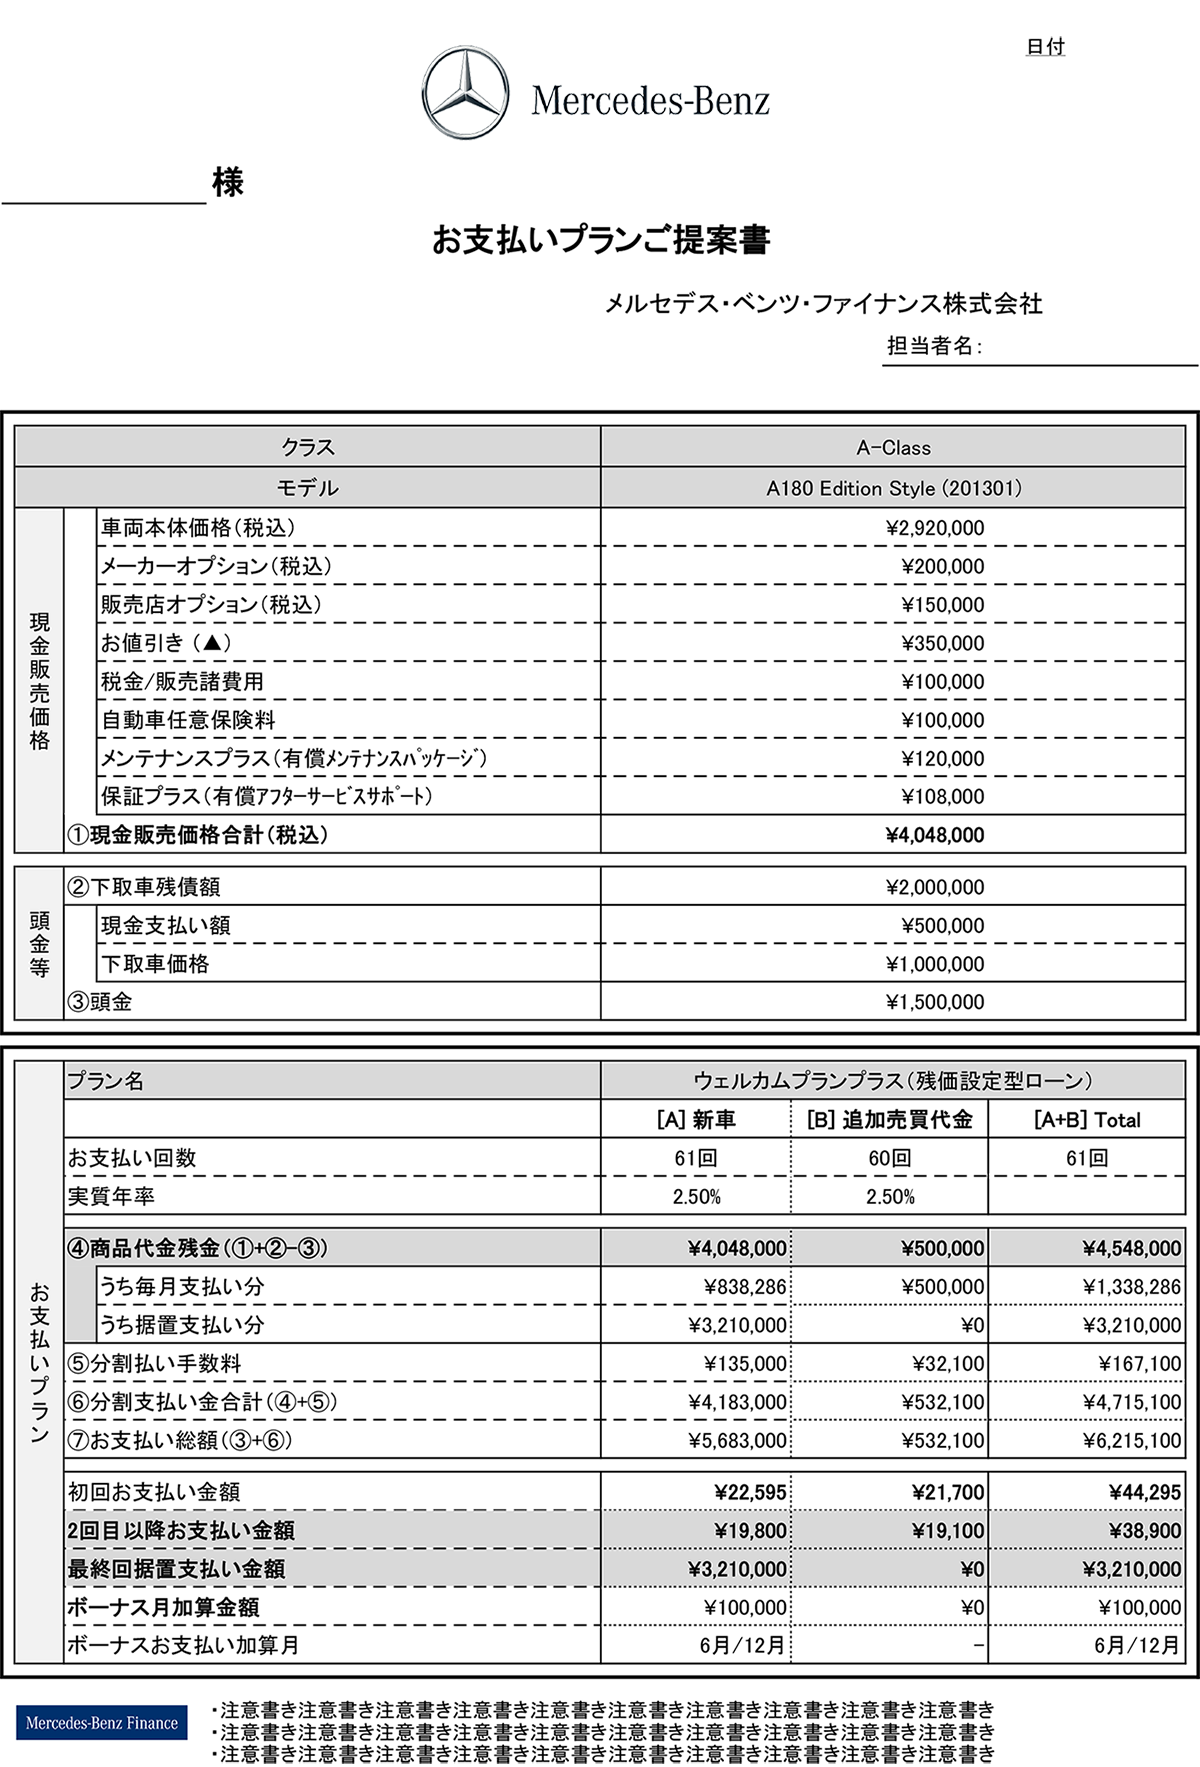 日付
Mercedes-Benz
様
お支払いプランご提案書
メルセデス・ベンツ・ファイナンス株式会社
担当者名：
クラス A-Class
モデル A180 Edition Style (201301)
現金販売価格
車両本体価格（税込） ¥2,920,000
メーカーオプション（税込） ¥200,000
販売店オプション（税込） ¥150,000
お値引き（▲） ¥350,000
税金/販売諸費用 ¥100,000
自動車任意保険料 ¥100,000
メンテナンスプラス（有償ﾒﾝﾃﾅﾝｽﾊﾟｯｹｰｼﾞ） ¥120,000
保証プラス（有償ｱﾌﾀｰｻｰﾋﾞｽｻﾎﾟｰﾄ） ¥108,000
①現金販売価格合計（税込） ¥4,048,000
頭金等
②下取車残債額 ¥2,000,000
現金支払い額 ¥500,000
下取車価格 ¥1,000,000
③頭金 ¥1,500,000
お支払いプラン
プラン名 ウェルカムプランプラス（残価設定型ローン）
[A] 新車 [B] 追加売買代金 [A+B] Total
お支払い回数 61回 60回 61回
実質年率 2.50% 2.50%
④商品代金残金（①+②-③） ¥4,048,000 ¥500,000 ¥4,548,000
うち毎月支払い分 ¥838,286 ¥500,000 ¥1,338,286
うち据置支払い分 ¥3,210,000 ¥0 ¥3,210,000
⑤分割払い手数料 ¥135,000 ¥32,100 ¥167,100
⑥分割支払い金合計（④+⑤） ¥4,183,000 ¥532,100 ¥4,715,100
⑦お支払い総額（③+⑥） ¥5,683,000 ¥532,100 ¥6,215,100
初回お支払い金額 ¥22,595 ¥21,700 ¥44,295
2回目以降お支払い金額 ¥19,800 ¥19,100 ¥38,900
最終回据置支払い金額 ¥3,210,000 ¥0 ¥3,210,000
ボーナス月加算金額 ¥100,000 ¥0 ¥100,000
ボーナスお支払い加算月 6月/12月 - 6月/12月
Mercedes-Benz Finance
・注意書き注意書き注意書き注意書き注意書き注意書き注意書き注意書き注意書き注意書き
・注意書き注意書き注意書き注意書き注意書き注意書き注意書き注意書き注意書き注意書き
・注意書き注意書き注意書き注意書き注意書き注意書き注意書き注意書き注意書き注意書き